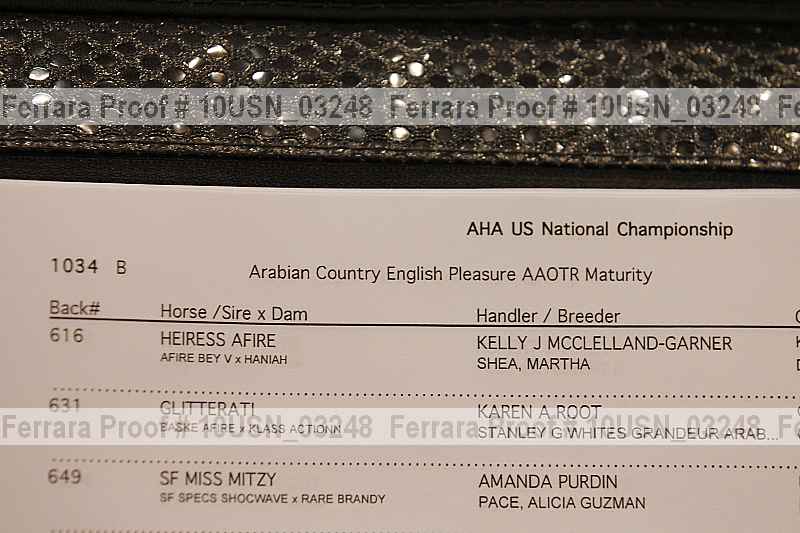 Ferrara Proof # 10USN_03248 Ferrara Proof # 10USN_03248 Ferrara
AHA US National Championship
1034 B
Arabian Country English Pleasure AAOTR Maturity
Back# Horse /Sire x Dam Handler / Breeder
616 HEIRESS AFIRE KELLY J MCCLELLAND-GARNER
AFIRE BEY V x HANIAH SHEA, MARTHA
631 GLITTERATI KAREN A ROOT
Ferrara Proof # 10USN_03248 Ferrara Proof # 10USN_03248 Ferrara
BASKE AFIRE x KLASS ACTIONN STANLEY G WHITES GRANDEUR ARAB...
649 SF MISS MITZY AMANDA PURDIN
SF SPECS SHOCWAVE x RARE BRANDY PACE, ALICIA GUZMAN